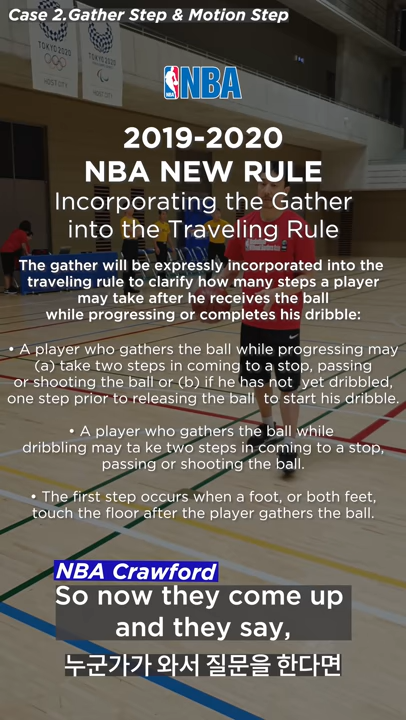 Case 2.Gather Step & Motion Step
TOKYO 2020
TOKYO 2020
HOST CITY
HOST CITY
NBA
2019-2020
NBA NEW RULE
Incorporating the Gather
into the Traveling Rule
The gather will be expressly incorporated into the
traveling rule to clarify how many steps a player
may take after he receives the ball
while progressing or completes his dribble:
• A player who gathers the ball while progressing may
(a) take two steps in coming to a stop, passing
or shooting the ball or (b) if he has not yet dribbled,
one step prior to releasing the ball to start his dribble.
• A player who gathers the ball while
dribbling may ta ke two steps in coming to a stop,
passing or shooting the ball.
• The first step occurs when a foot, or both feet,
touch the floor after the player gathers the ball.
NBA Crawford
So now they come up
and they say,
누군가가 와서 질문을 한다면